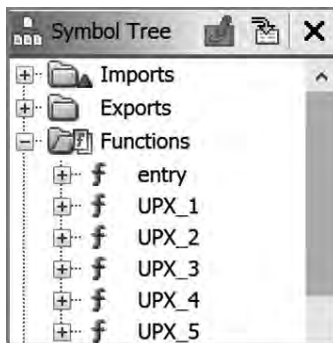 Symbol Tree
Imports
Exports
Functions
entry
UPX_1
UPX_2
UPX_3
UPX_4
UPX_5